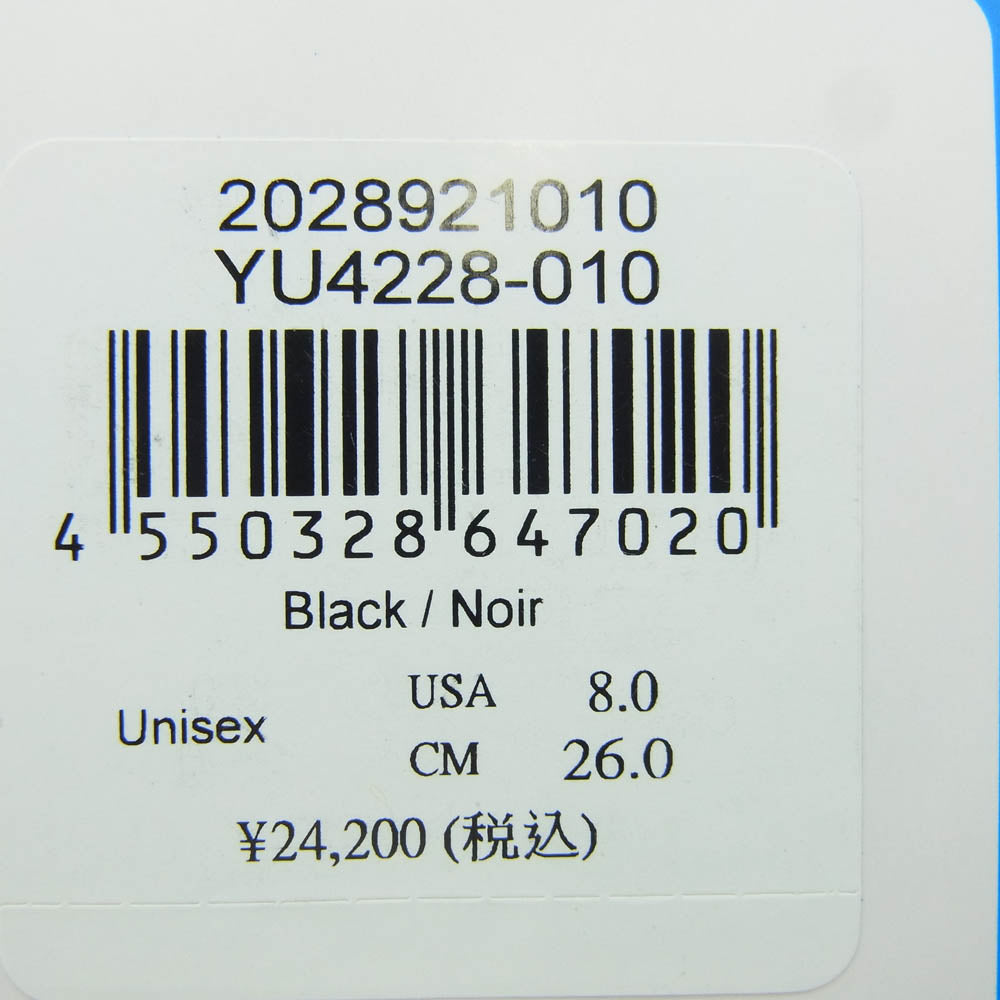 2028921010
YU4228-010
4 550328 647020
Black / Noir
USA 8.0
Unisex
CM 26.0
¥24,200 (税込)